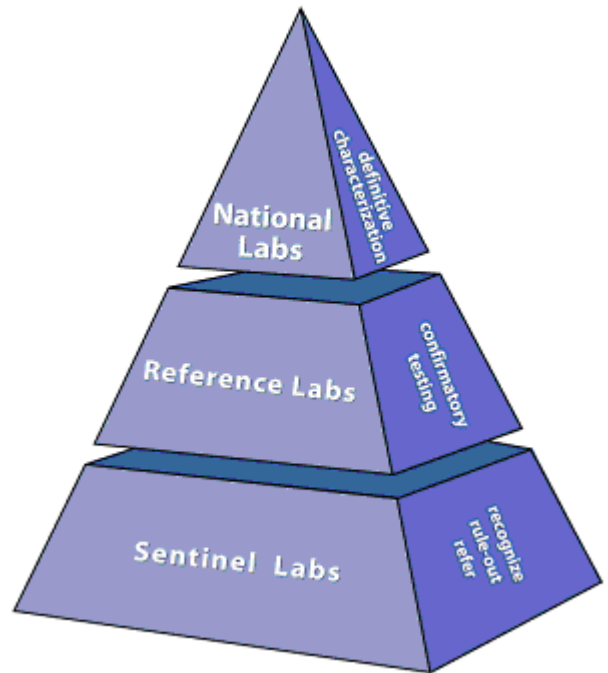 National
Labs
definitive
characterization
Reference Labs
confirmatory
testing
Sentinel Labs
recognize
rule-out
refer